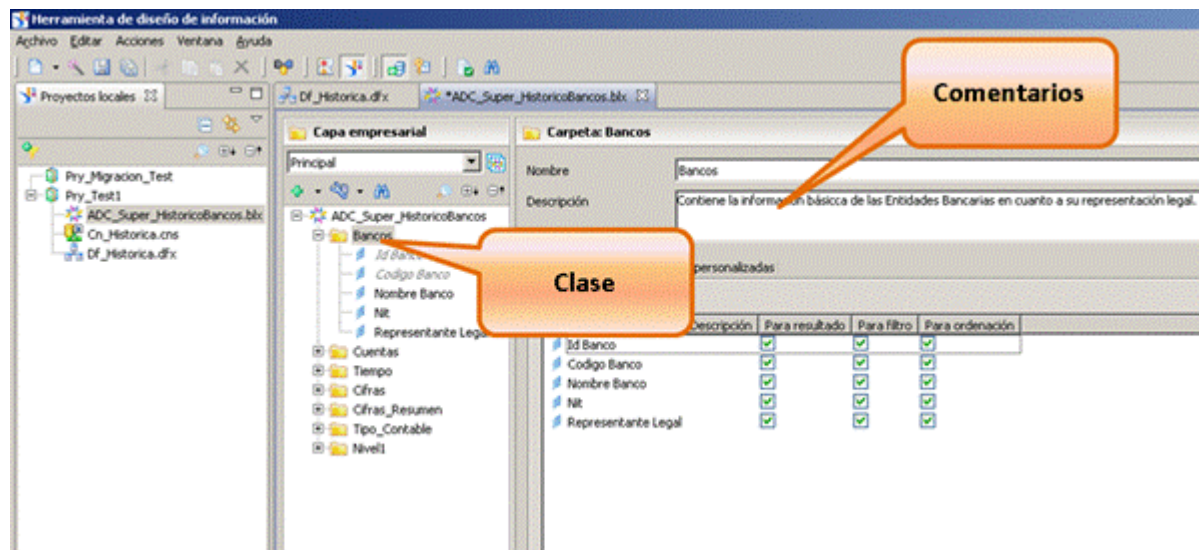 Herramienta de diseño de información
Archivo Editar Acciones Ventana Ayuda
Proyectos locales
Df_Historica.dfx
*ADC_Super_HistoricoBancos.blx
Comentarios
Capa empresarial
Carpeta: Bancos
Principal
Nombre
Bancos
Descripción
Contiene la información básicca de las Entidades Bancarias en cuanto a su representación legal.
Pry_Migracion_Test
Pry_Test1
ADC_Super_HistoricoBancos.blx
Cn_Historica.cns
Df_Historica.dfx
ADC_Super_HistoricoBancos
Bancos
Id Banco
Codigo Banco
Nombre Banco
Nit
Representante Legal
Cuentas
Tiempo
Cifras
Cifras_Resumen
Tipo_Contable
Nivel1
Clase
personalizadas
Descripción Para resultado Para filtro Para ordenación
Id Banco
Codigo Banco
Nombre Banco
Nit
Representante Legal